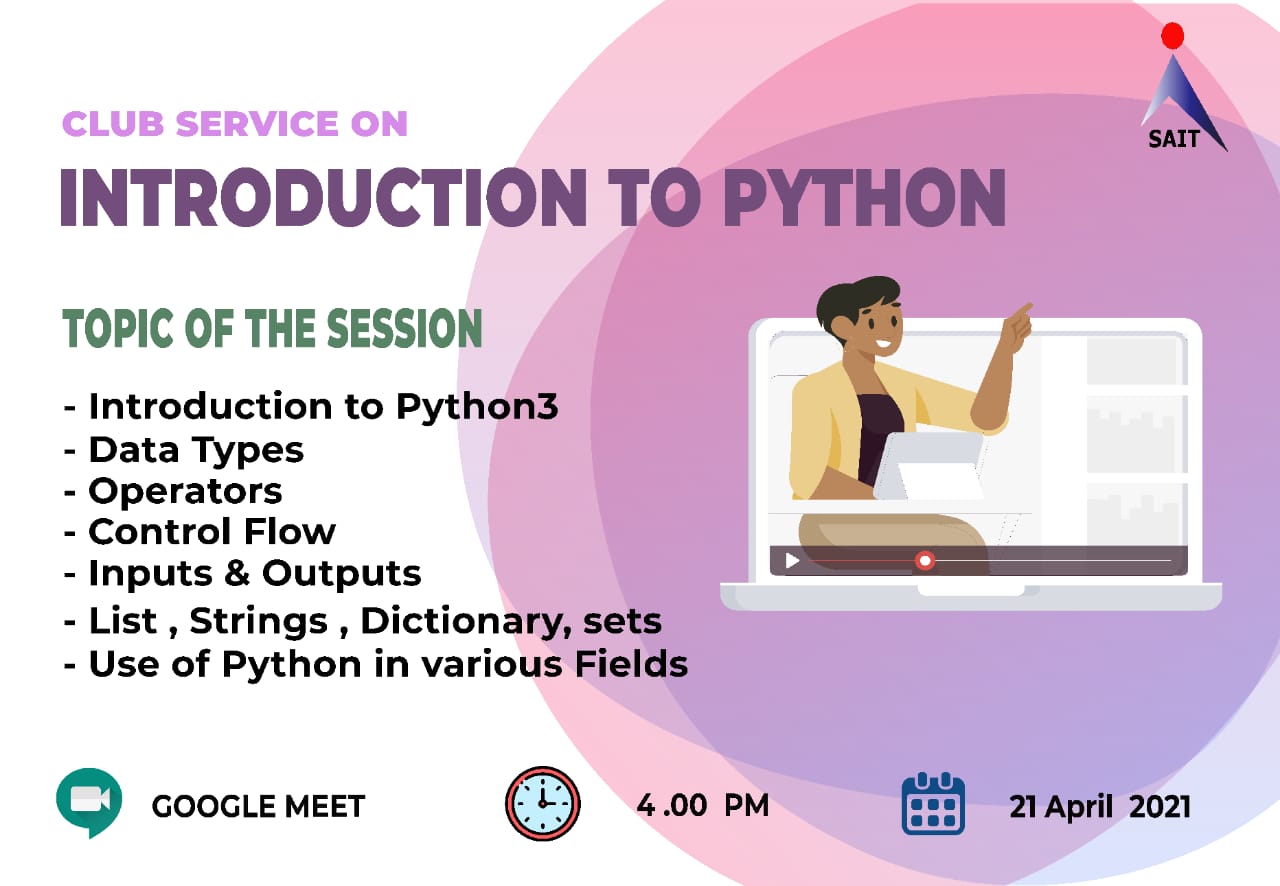 SAIT
CLUB SERVICE ON
INTRODUCTION TO PYTHON
TOPIC OF THE SESSION
- Introduction to Python3
- Data Types
- Operators
- Control Flow
- Inputs & Outputs
- List , Strings , Dictionary, sets
- Use of Python in various Fields
GOOGLE MEET
4 .00 PM
21 April 2021